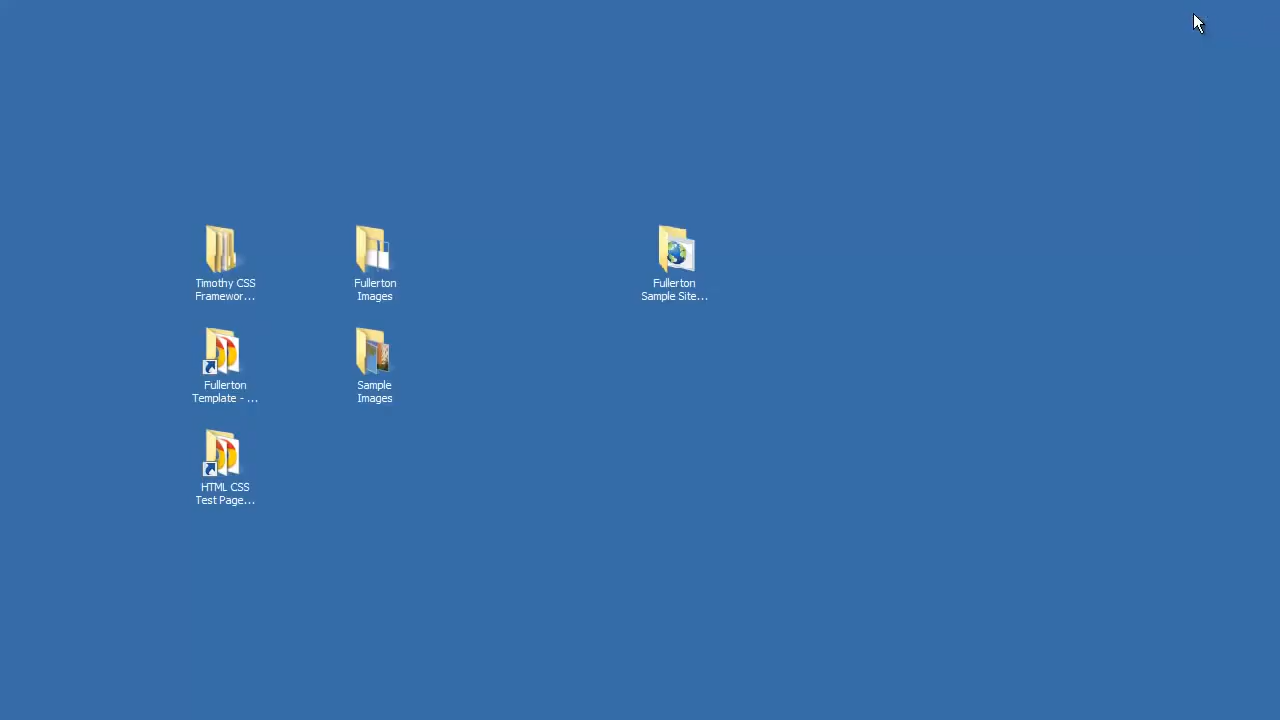 Timothy CSS
Framewor...
Fullerton
Images
Fullerton
Sample Site...
Fullerton
Template - ...
Sample
Images
HTML CSS
Test Page...